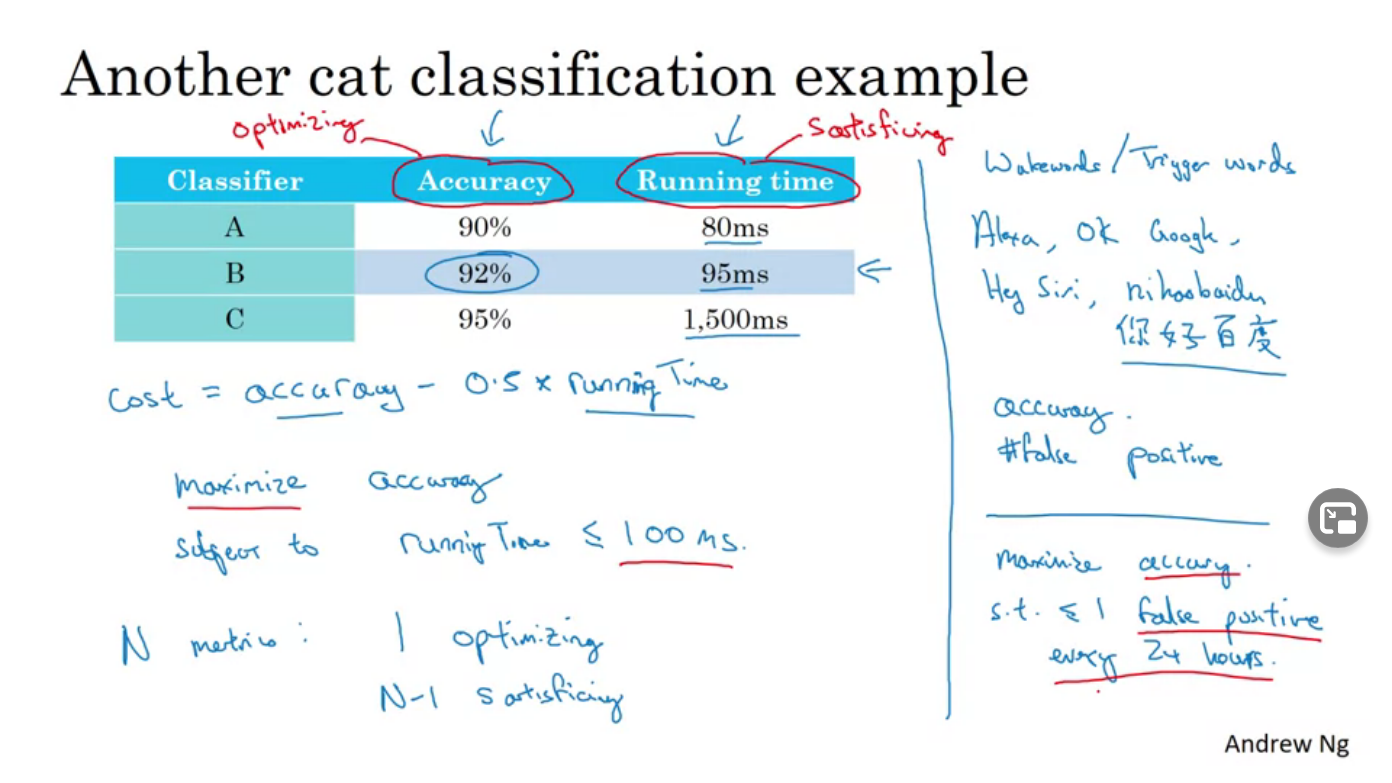 Another cat classification example
optimizing
satisficing
Classifier Accuracy Running time
A 90% 80ms
B 92% 95ms
C 95% 1,500ms
cost = accuracy - 0.5 x running Time
maximize accuracy
subject to running Time ≤ 100 ms.
N metrics: 1 optimizing
N-1 satisficing
Wakewords / Trigger words
Alexa, OK Google,
Hey Siri, nihaobaidu
你好百度
accuracy.
#false positive
maximize accuracy.
s.t. ≤ 1 false positive
every 24 hours.
Andrew Ng